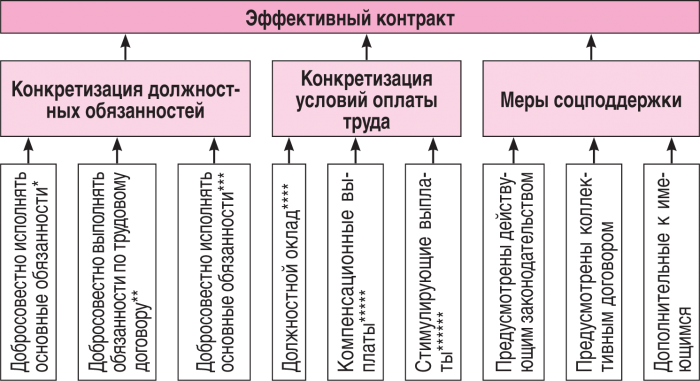 Эффективный контракт
Конкретизация должност-
ных обязанностей
Конкретизация
условий оплаты
труда
Меры соцподдержки
Добросовестно исполнять
основные обязанности*
Добросовестно выполнять
обязанности по трудовому
договору**
Добросовестно исполнять
основные обязанности***
Должностной оклад****
Компенсационные вы-
платы*****
Стимулирующие выпла-
ты******
Предусмотрены действу-
ющим законодательством
Предусмотрены коллек-
тивным договором
Дополнительные к име-
ющимся